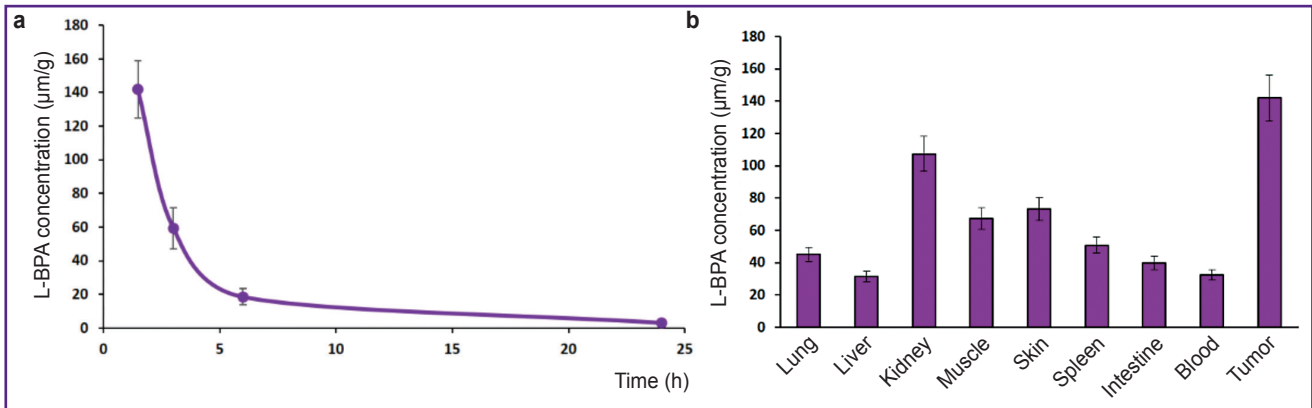 a
L-BPA concentration (µm/g)
180
160
140
120
100
80
60
40
20
0
0 5 10 15 20 25
Time (h)
b
L-BPA concentration (µm/g)
180
160
140
120
100
80
60
40
20
0
Lung Liver Kidney Muscle Skin Spleen Intestine Blood Tumor